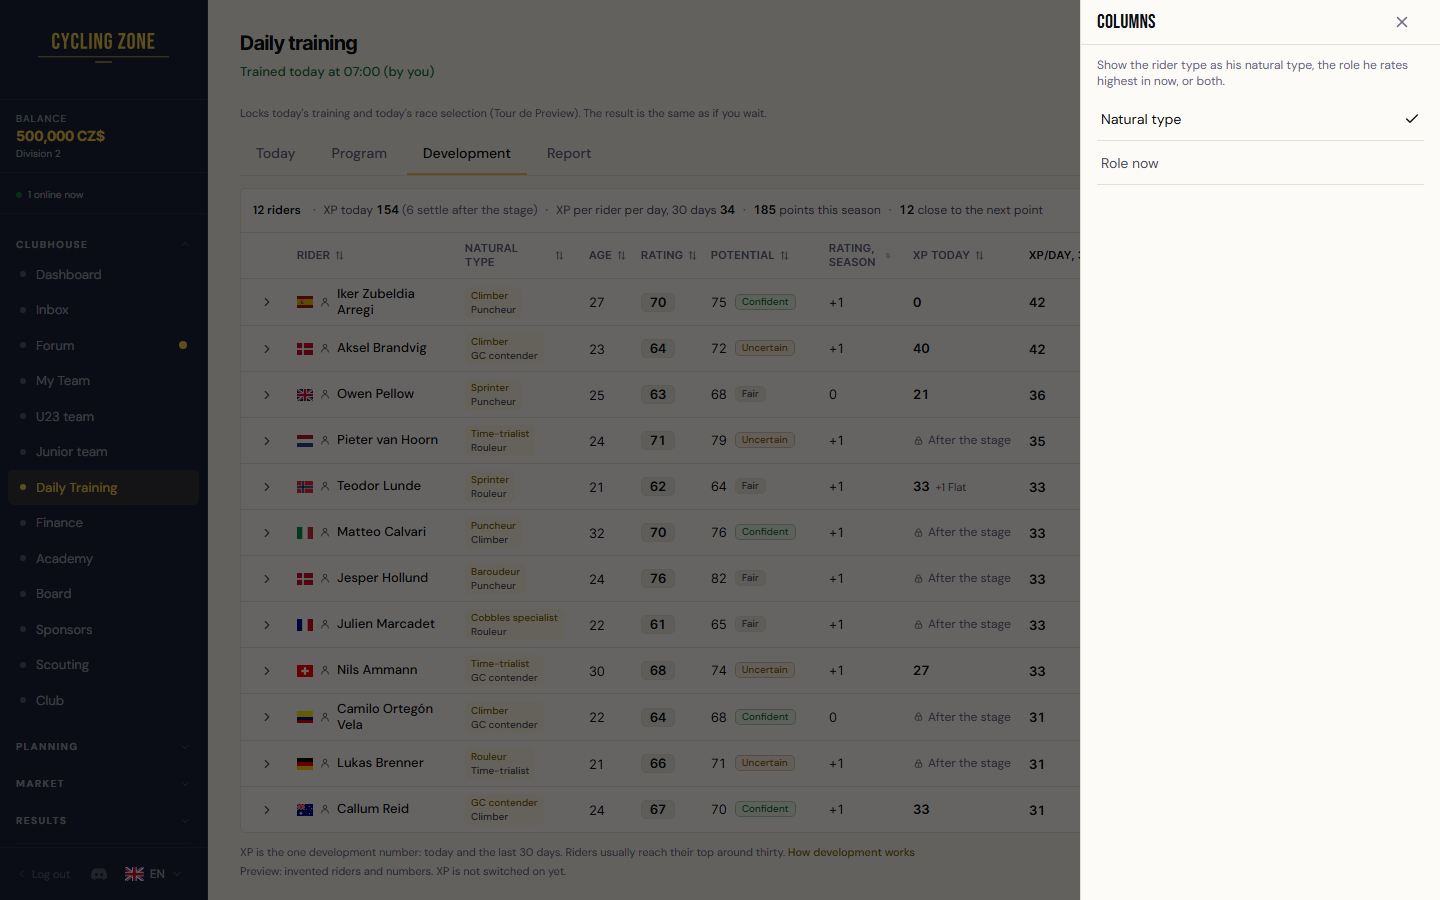 CYCLING ZONE
BALANCE
500,000 CZ$
Division 2
1 online now
CLUBHOUSE
Dashboard
Inbox
Forum
My Team
U23 team
Junior team
Daily Training
Finance
Academy
Board
Sponsors
Scouting
Club
PLANNING
MARKET
RESULTS
Log out
EN
Daily training
Trained today at 07:00 (by you)
Locks today's training and today's race selection (Tour de Preview). The result is the same as if you wait.
Today Program Development Report
12 riders · XP today 154 (6 settle after the stage) · XP per rider per day, 30 days 34 · 185 points this season · 12 close to the next point
RIDER NATURAL TYPE AGE RATING POTENTIAL RATING, SEASON XP TODAY XP/DAY,
Iker Zubeldia Arregi Climber Puncheur 27 70 75 Confident +1 0 42
Aksel Brandvig Climber GC contender 23 64 72 Uncertain +1 40 42
Owen Pellow Sprinter Puncheur 25 63 68 Fair 0 21 36
Pieter van Hoorn Time-trialist Rouleur 24 71 79 Uncertain +1 After the stage 35
Teodor Lunde Sprinter Rouleur 21 62 64 Fair +1 33 +1 Flat 33
Matteo Calvari Puncheur Climber 32 70 76 Confident +1 After the stage 33
Jesper Hollund Baroudeur Puncheur 24 76 82 Fair +1 After the stage 33
Julien Marcadet Cobbles specialist Rouleur 22 61 65 Fair +1 After the stage 33
Nils Ammann Time-trialist GC contender 30 68 74 Uncertain +1 27 33
Camilo Ortegón Vela Climber GC contender 22 64 68 Confident 0 After the stage 31
Lukas Brenner Rouleur Time-trialist 21 66 71 Uncertain +1 After the stage 31
Callum Reid GC contender Climber 24 67 70 Confident +1 33 31
XP is the one development number: today and the last 30 days. Riders usually reach their top around thirty. How development works
Preview: invented riders and numbers. XP is not switched on yet.
COLUMNS
Show the rider type as his natural type, the role he rates
highest in now, or both.
Natural type
Role now